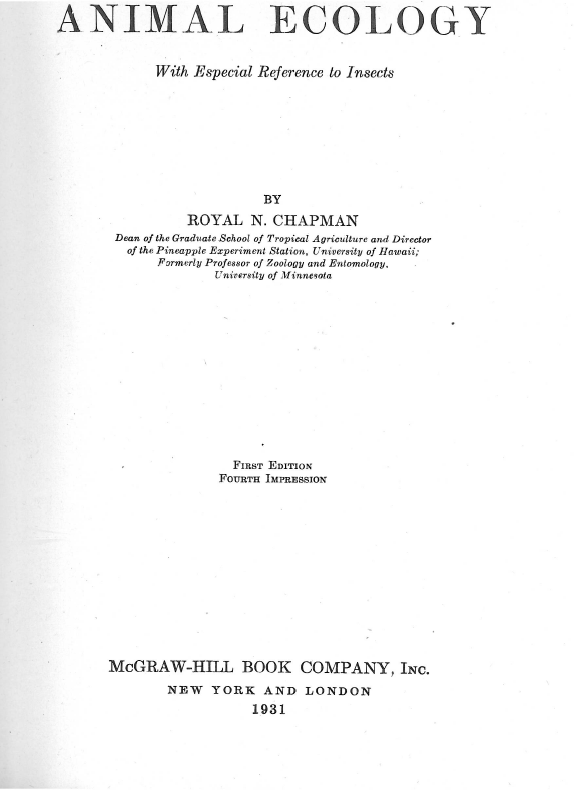 ANIMAL ECOLOGY
With Especial Reference to Insects
BY
ROYAL N. CHAPMAN
Dean of the Graduate School of Tropical Agriculture and Director
of the Pineapple Experiment Station, University of Hawaii;
Formerly Professor of Zoology and Entomology,
University of Minnesota
FIRST EDITION
FOURTH IMPRESSION
McGRAW-HILL BOOK COMPANY, INC.
NEW YORK AND LONDON
1931